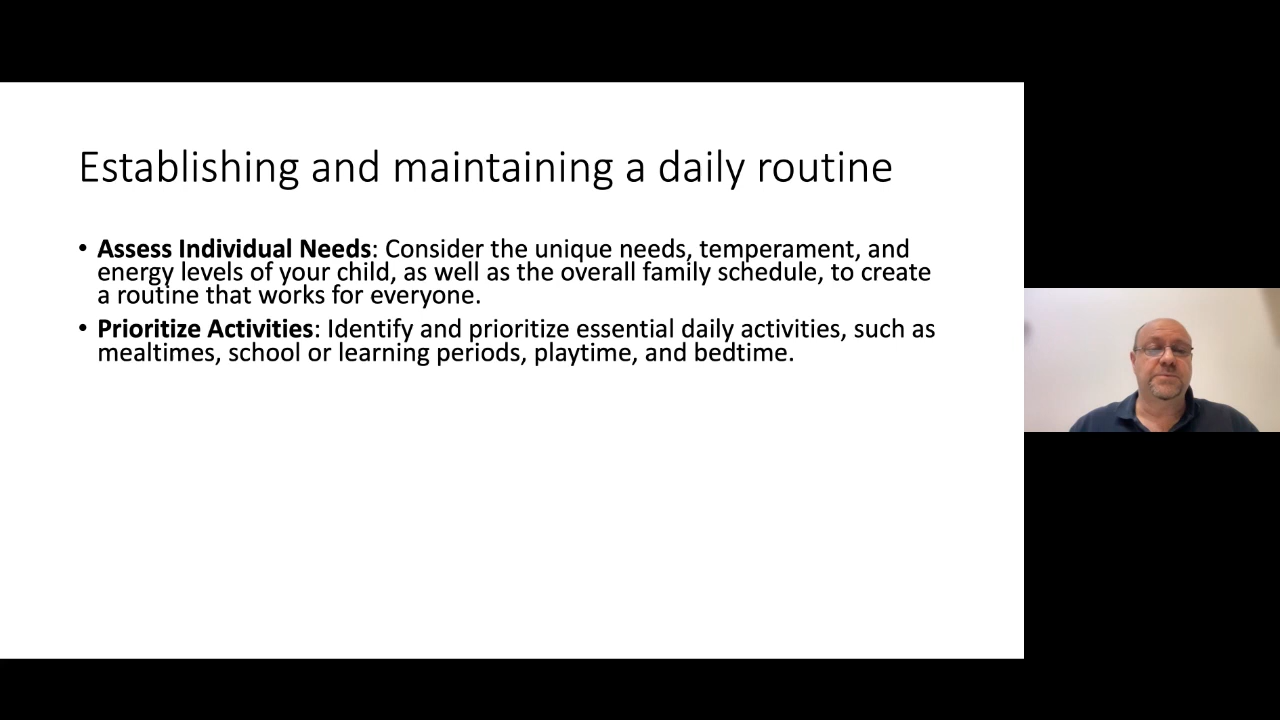 Establishing and maintaining a daily routine
• Assess Individual Needs: Consider the unique needs, temperament, and
energy levels of your child, as well as the overall family schedule, to create
a routine that works for everyone.
• Prioritize Activities: Identify and prioritize essential daily activities, such as
mealtimes, school or learning periods, playtime, and bedtime.